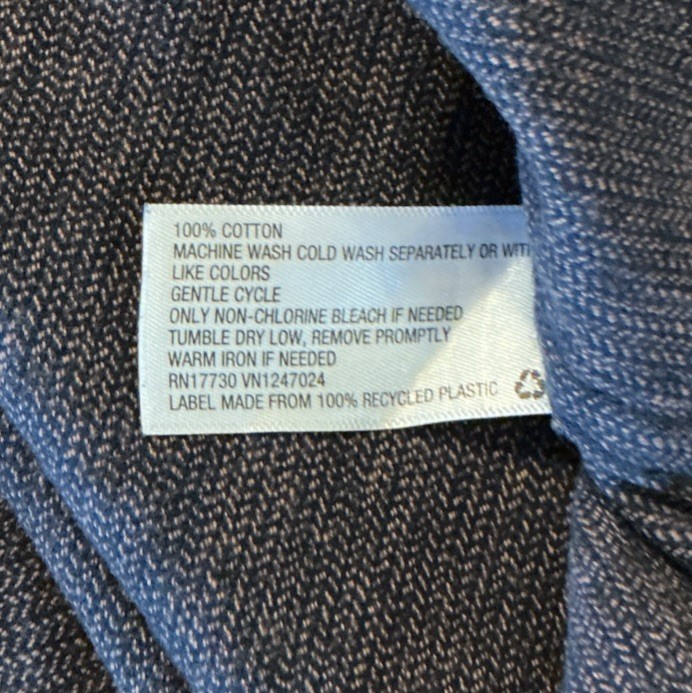 100% COTTON
MACHINE WASH COLD WASH SEPARATELY OR WITH
LIKE COLORS
GENTLE CYCLE
ONLY NON-CHLORINE BLEACH IF NEEDED
TUMBLE DRY LOW, REMOVE PROMPTLY
WARM IRON IF NEEDED
RN17730 VN1247024
LABEL MADE FROM 100% RECYCLED PLASTIC